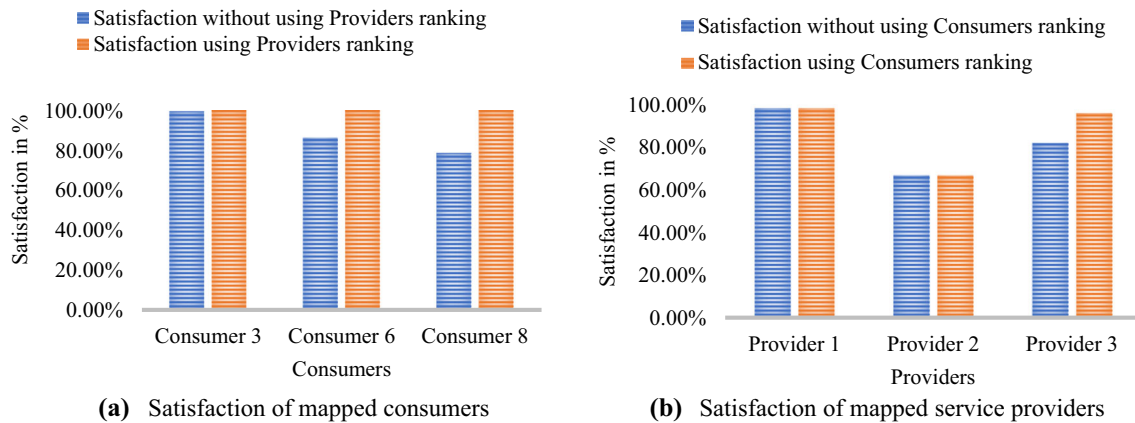 Satisfaction without using Providers ranking
Satisfaction using Providers ranking
Satisfaction in %
100.00%
80.00%
60.00%
40.00%
20.00%
0.00%
Consumer 3 Consumer 6 Consumer 8
Consumers
(a) Satisfaction of mapped consumers
Satisfaction without using Consumers ranking
Satisfaction using Consumers ranking
Satisfaction in %
100.00%
80.00%
60.00%
40.00%
20.00%
0.00%
Provider 1 Provider 2 Provider 3
Providers
(b) Satisfaction of mapped service providers